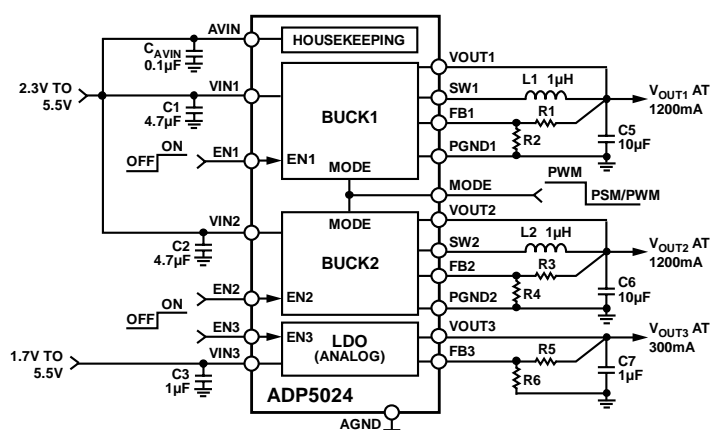 AVIN
HOUSEKEEPING
C_AVIN
0.1µF
VOUT1
L1 1µH
SW1
V_OUT1 AT
1200mA
2.3V TO
5.5V
VIN1
C1
4.7µF
BUCK1
FB1
R1
R2
C5
10µF
OFF
ON
EN1
EN1
PGND1
MODE
MODE
PWM
PSM/PWM
VIN2
MODE
VOUT2
C2
4.7µF
BUCK2
SW2
L2 1µH
V_OUT2 AT
1200mA
FB2
R3
R4
C6
10µF
EN2
EN2
PGND2
OFF
ON
EN3
EN3
LDO
(ANALOG)
VOUT3
V_OUT3 AT
300mA
1.7V TO
5.5V
VIN3
C3
1µF
FB3
R5
R6
C7
1µF
ADP5024
AGND